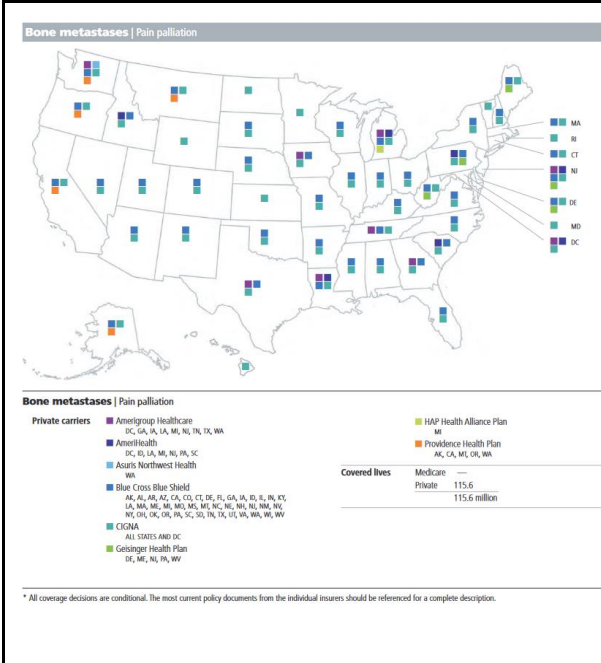 Bone metastases | Pain palliation
MA
RI
CT
NJ
DE
MD
DC
Bone metastases | Pain palliation
Private carriers
Amerigroup Healthcare
DC, GA, IA, LA, MI, NJ, TN, TX, WA
AmeriHealth
DC, ID, LA, MI, NJ, PA, SC
Asuris Northwest Health
WA
Blue Cross Blue Shield
AK, AL, AR, AZ, CA, CO, CT, DE, FL, GA, IA, ID, IL, IN, KY,
LA, MA, ME, MI, MO, MS, MT, NC, NE, NH, NJ, NM, NV,
NY, OH, OK, OR, PA, SC, SD, TN, TX, UT, VA, WA, WI, WV
CIGNA
ALL STATES AND DC
Geisinger Health Plan
DE, ME, NJ, PA, WV
HAP Health Alliance Plan
MI
Providence Health Plan
AK, CA, MT, OR, WA
Covered lives
Medicare —
Private 115.6
115.6 million
* All coverage decisions are conditional. The most current policy documents from the individual insurers should be referenced for a complete description.